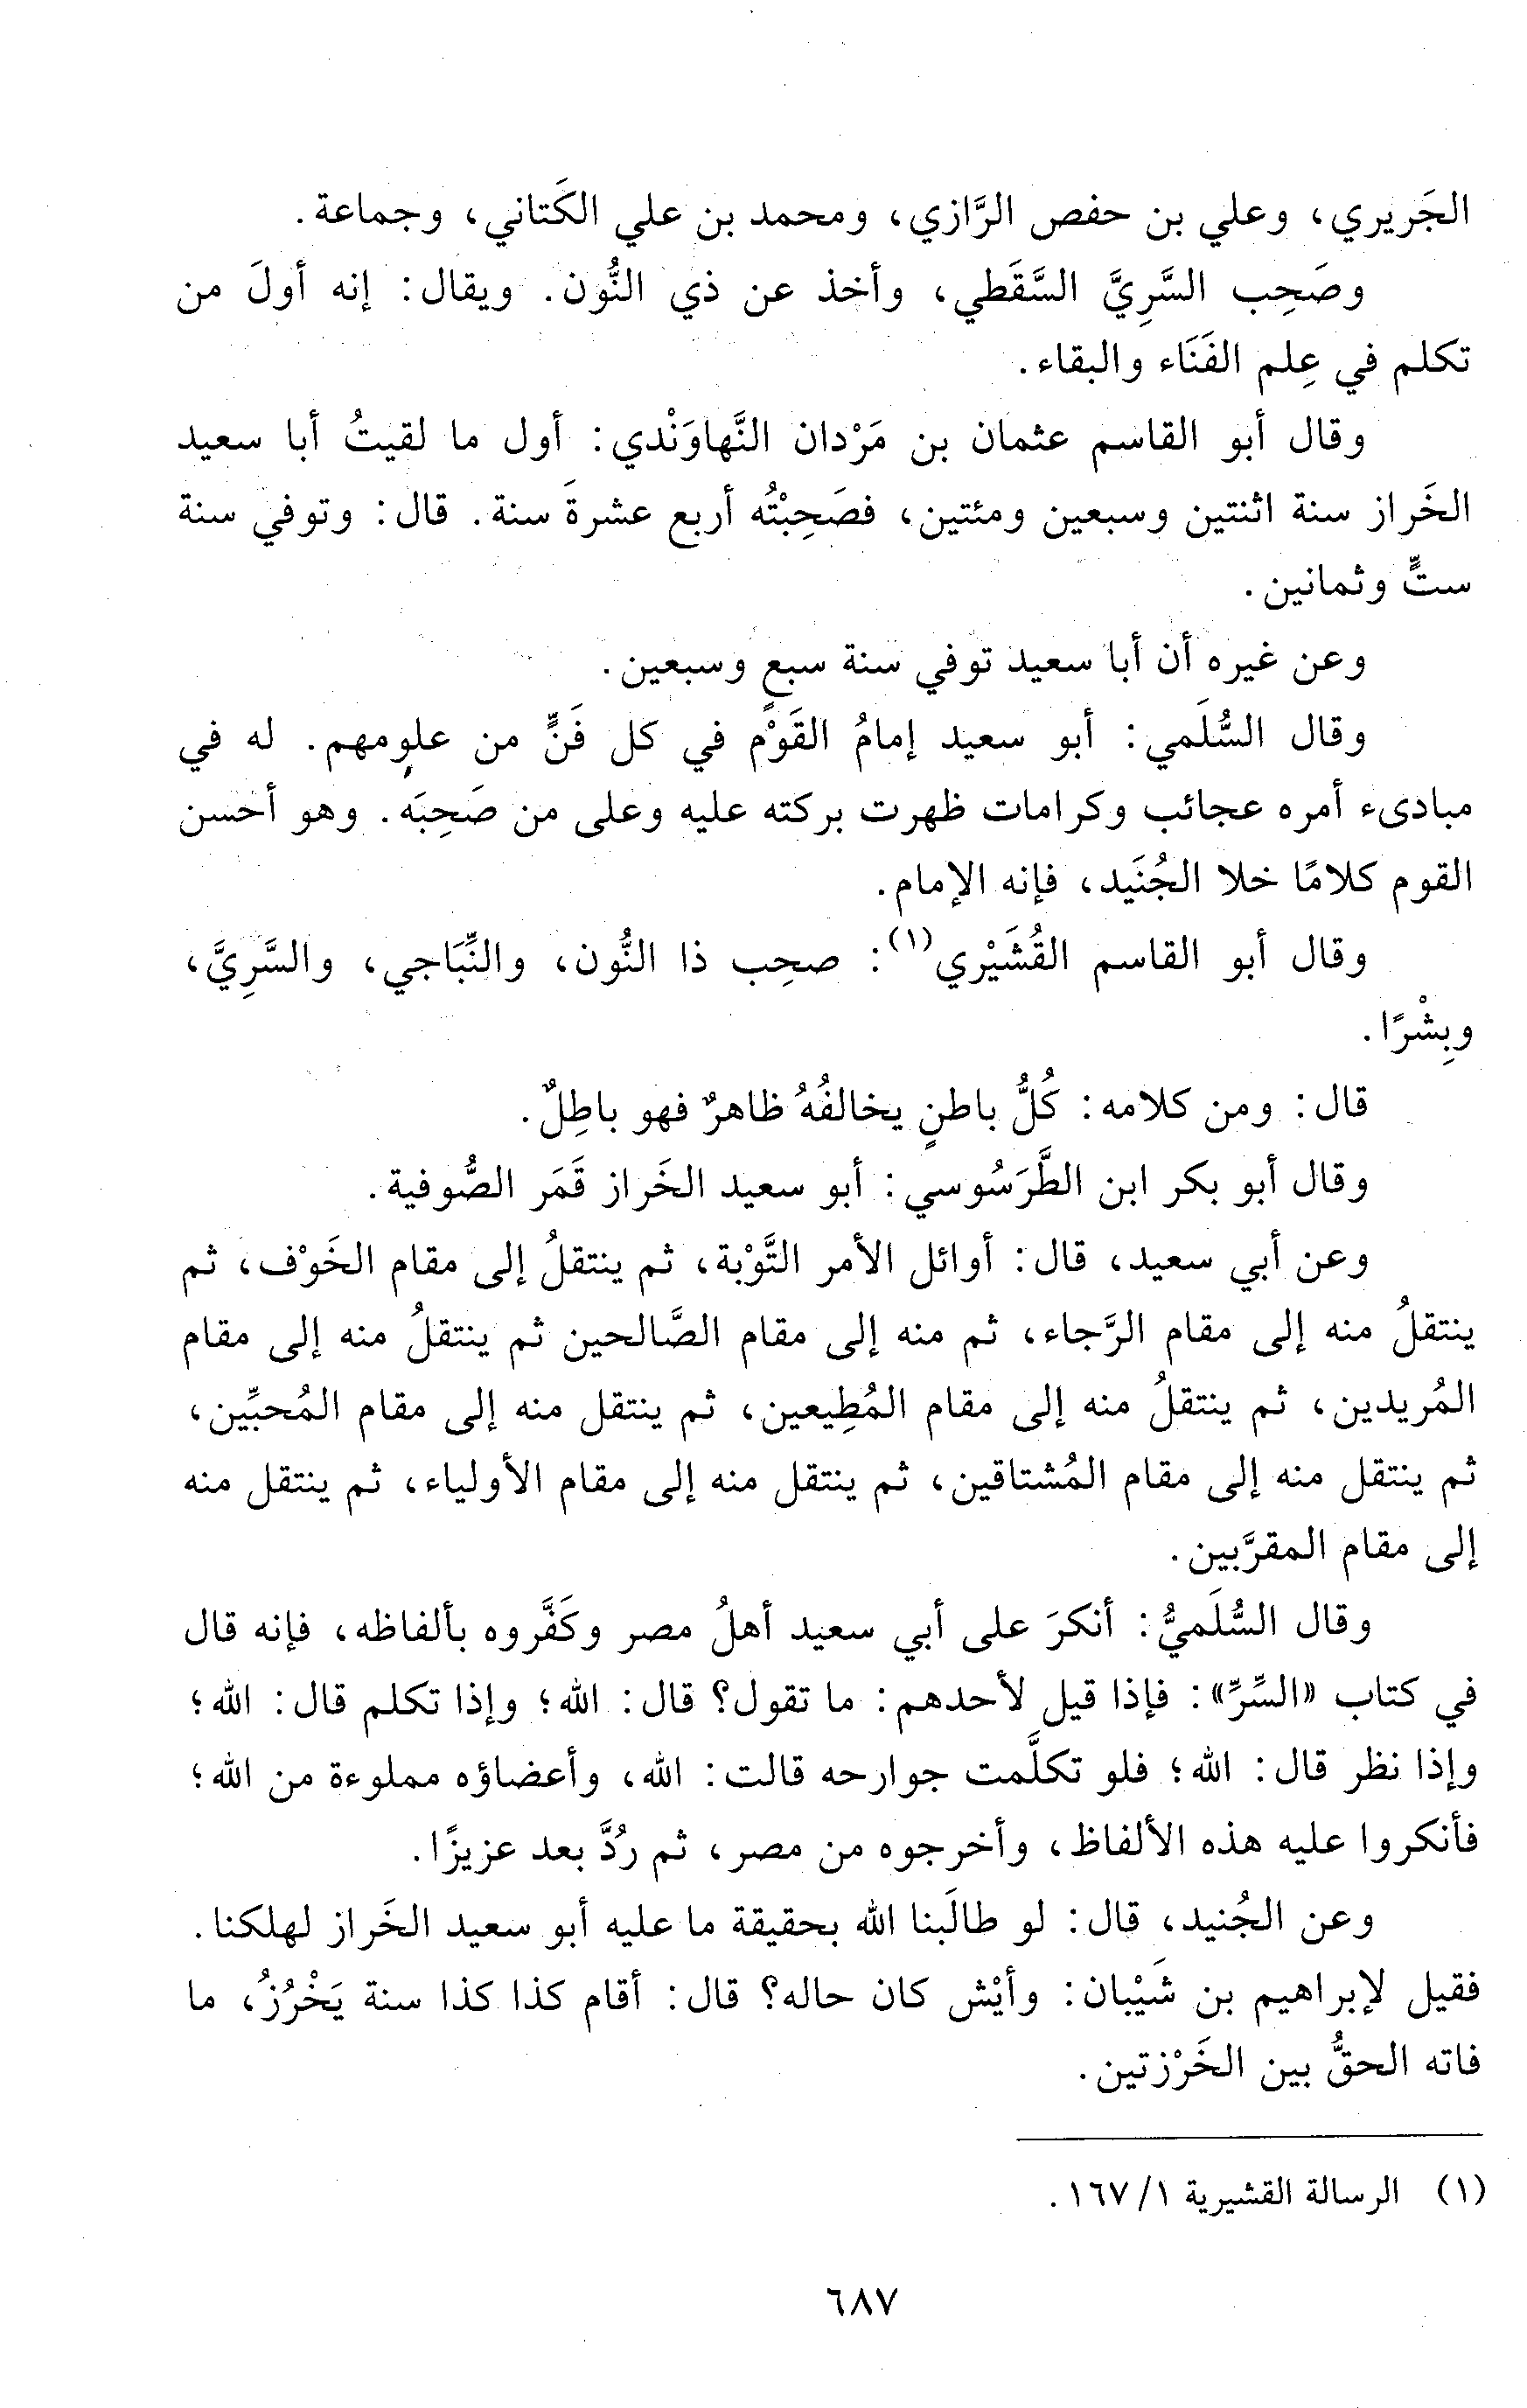 الجَريري، وعلي بن حفص الرَّازي، ومحمد بن علي الكَتاني، وجماعة.
وصَحِب السَّرِيَّ السَّقَطي، وأخذ عن ذي النُّون. ويقال: إنه أولَ من
تكلم في عِلم الفَنَاء والبقاء.
وقال أبو القاسم عثمان بن مَرْدان النَّهاوَنْدي: أول ما لقيتُ أبا سعيد
الخَراز سنة اثنتين وسبعين ومئتين، فصَحِبْتُه أربع عشرةَ سنة. قال: وتوفي سنة
ستٍّ وثمانين.
وعن غيره أن أبا سعيد توفي سنة سبعٍ وسبعين.
وقال السُّلَمي: أبو سعيد إمامُ القَوْم في كل فَنٍّ من علومهم. له في
مبادىء أمره عجائب وكرامات ظهرت بركته عليه وعلى من صَحِبَه. وهو أحسن
القوم كلامًا خلا الجُنَيد، فإنه الإمام.
وقال أبو القاسم القُشَيْري(١): صحِب ذا النُّون، والنِّبَاجي، والسَّرِيَّ،
وبِشْرًا.
قال: ومن كلامه: كُلُّ باطنٍ يخالفُهُ ظاهرٌ فهو باطِلٌ.
وقال أبو بكر ابن الطَّرَسُوسي: أبو سعيد الخَراز قَمَر الصُّوفية.
وعن أبي سعيد، قال: أوائل الأمر التَّوْبة، ثم ينتقلُ إلى مقام الخَوْف، ثم
ينتقلُ منه إلى مقام الرَّجاء، ثم منه إلى مقام الصَّالحين ثم ينتقلُ منه إلى مقام
المُريدين، ثم ينتقلُ منه إلى مقام المُطِيعين، ثم ينتقل منه إلى مقام المُحبِّين،
ثم ينتقل منه إلى مقام المُشتاقين، ثم ينتقل منه إلى مقام الأولياء، ثم ينتقل منه
إلى مقام المقرَّبين.
وقال السُّلَميُّ: أنكرَ على أبي سعيد أهلُ مصر وكَفَّروه بألفاظه، فإنه قال
في كتاب «السِّرِّ»: فإذا قيل لأحدهم: ما تقول؟ قال: الله؛ وإذا تكلم قال: الله؛
وإذا نظر قال: الله؛ فلو تكلَّمت جوارحه قالت: الله، وأعضاؤه مملوءة من الله؛
فأنكروا عليه هذه الألفاظ، وأخرجوه من مصر، ثم رُدَّ بعد عزيزًا.
وعن الجُنيد، قال: لو طالَبنا الله بحقيقة ما عليه أبو سعيد الخَراز لهلكنا.
فقيل لإبراهيم بن شَيْبان: وأيْش كان حاله؟ قال: أقام كذا كذا سنة يَخْرُزُ، ما
فاته الحقُّ بين الخَرْزتين.
(١) الرسالة القشيرية ١/ ١٦٧.
٦٨٧